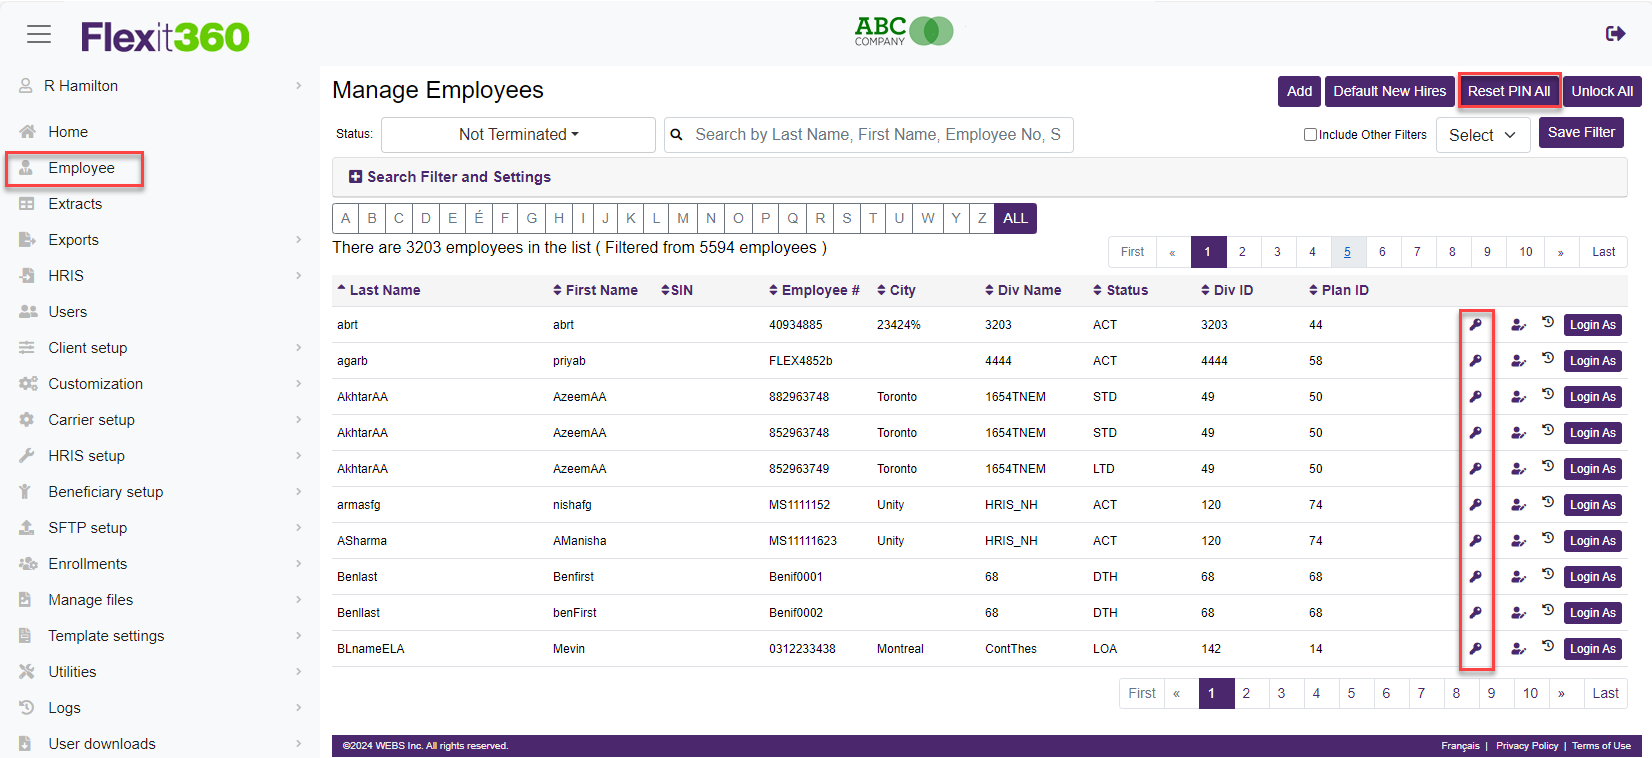 Flexit360
ABC
COMPANY
R Hamilton
Home
Employee
Extracts
Exports
HRIS
Users
Client setup
Customization
Carrier setup
HRIS setup
Beneficiary setup
SFTP setup
Enrollments
Manage files
Template settings
Utilities
Logs
User downloads
Manage Employees
Add Default New Hires Reset PIN All Unlock All
Status: Not Terminated Search by Last Name, First Name, Employee No, S Include Other Filters Select Save Filter
Search Filter and Settings
A B C D E É F G H I J K L M N O P Q R S T U W Y Z ALL
There are 3203 employees in the list ( Filtered from 5594 employees )
First « 1 2 3 4 5 6 7 8 9 10 » Last
Last Name First Name SIN Employee # City Div Name Status Div ID Plan ID
abrt abrt 40934885 23424% 3203 ACT 3203 44 Login As
agarb priyab FLEX4852b 4444 ACT 4444 58 Login As
AkhtarAA AzeemAA 882963748 Toronto 1654TNEM STD 49 50 Login As
AkhtarAA AzeemAA 852963748 Toronto 1654TNEM STD 49 50 Login As
AkhtarAA AzeemAA 852963749 Toronto 1654TNEM LTD 49 50 Login As
armasfg nishafg MS1111152 Unity HRIS_NH ACT 120 74 Login As
ASharma AManisha MS11111623 Unity HRIS_NH ACT 120 74 Login As
Benlast Benfirst Benif0001 68 DTH 68 68 Login As
Benllast benFirst Benif0002 68 DTH 68 68 Login As
BLnameELA Mevin 0312233438 Montreal ContThes LOA 142 14 Login As
First « 1 2 3 4 5 6 7 8 9 10 » Last
©2024 WEBS Inc. All rights reserved. Français | Privacy Policy | Terms of Use